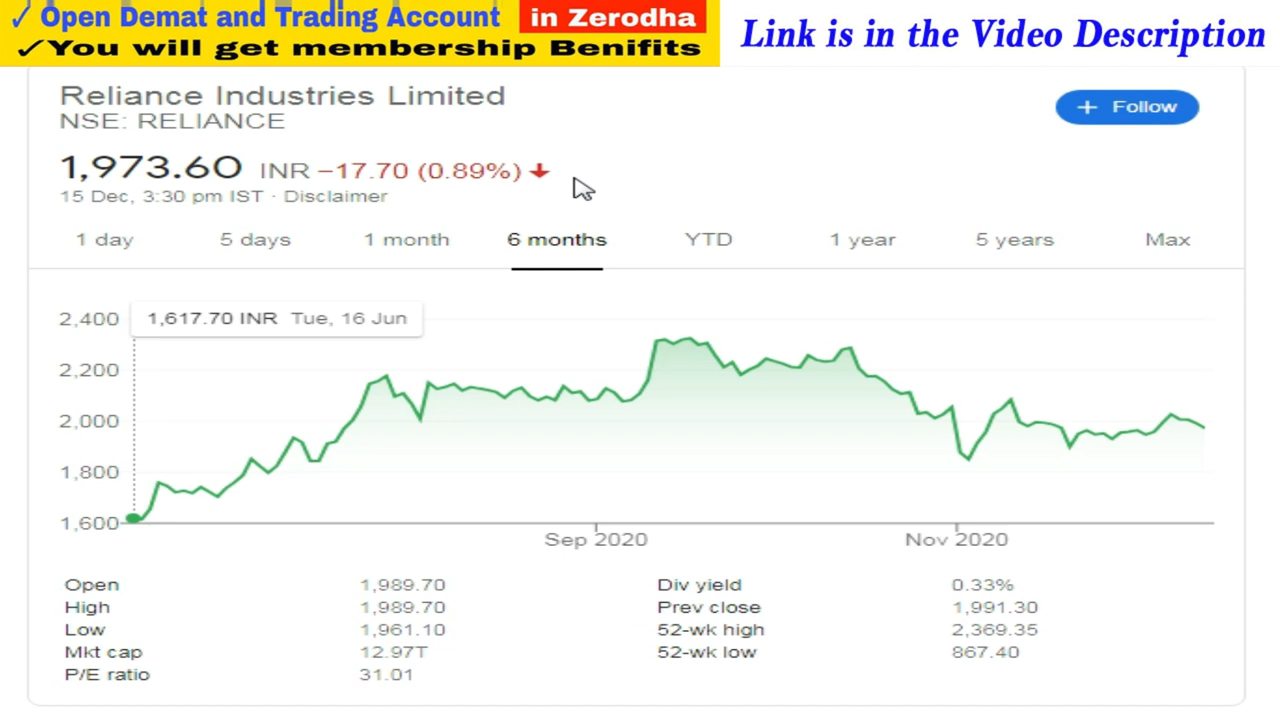 ✓ Open Demat and Trading Account in Zerodha
✓You will get membership Benifits
Link is in the Video Description
Reliance Industries Limited
NSE: RELIANCE
+ Follow
1,973.60 INR −17.70 (0.89%) ↓
15 Dec, 3:30 pm IST · Disclaimer
1 day 5 days 1 month 6 months YTD 1 year 5 years Max
1,617.70 INR Tue, 16 Jun
2,400
2,200
2,000
1,800
1,600
Sep 2020 Nov 2020
Open 1,989.70 Div yield 0.33%
High 1,989.70 Prev close 1,991.30
Low 1,961.10 52-wk high 2,369.35
Mkt cap 12.97T 52-wk low 867.40
P/E ratio 31.01